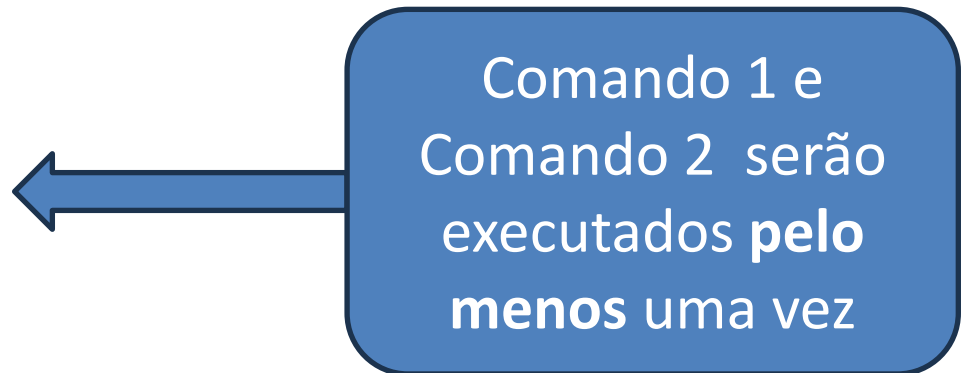 Comando 1 e
Comando 2 serão
executados pelo
menos uma vez